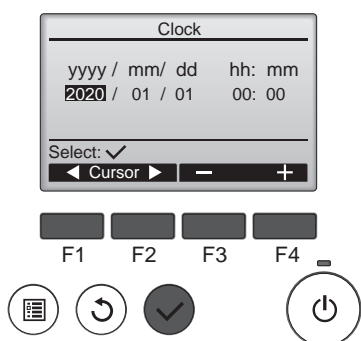 Clock
yyyy / mm/ dd hh: mm
2020 / 01 / 01 00: 00
Select: ✓
◀ Cursor ▶ − +
F1 F2 F3 F4